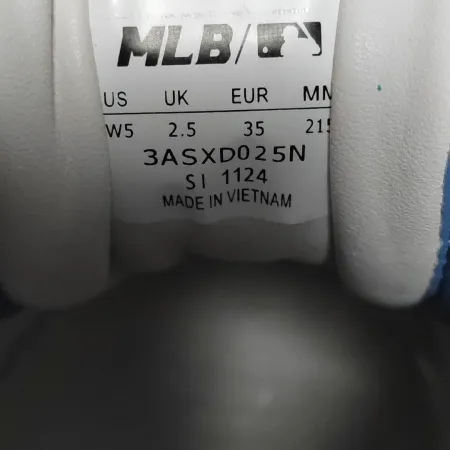 MLB/
US UK EUR MM
W5 2.5 35 215
3ASXD025N
SI 1124
MADE IN VIETNAM